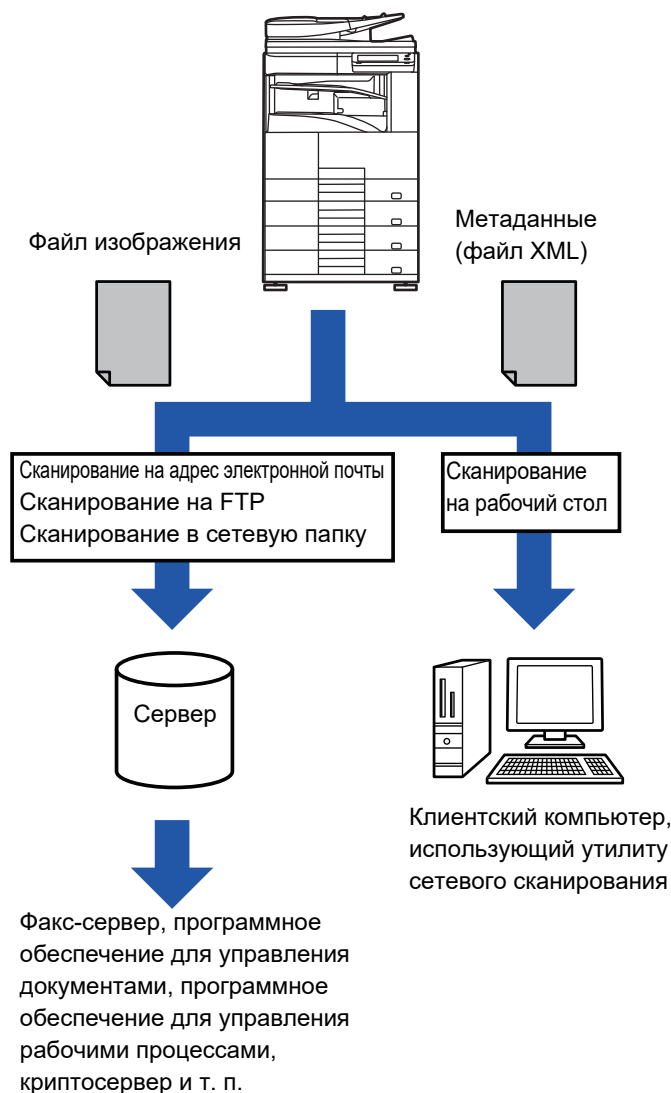 Файл изображения
Метаданные
(файл XML)
Сканирование на адрес электронной почты
Сканирование на FTP
Сканирование в сетевую папку
Сканирование
на рабочий стол
Сервер
Клиентский компьютер,
использующий утилиту
сетевого сканирования
Факс-сервер, программное
обеспечение для управления
документами, программное
обеспечение для управления
рабочими процессами,
криптосервер и т. п.